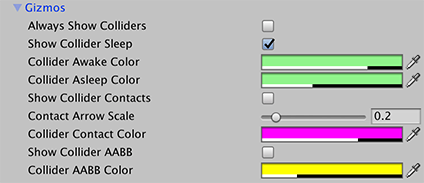 Gizmos
Always Show Colliders
Show Collider Sleep
Collider Awake Color
Collider Asleep Color
Show Collider Contacts
Contact Arrow Scale 0.2
Collider Contact Color
Show Collider AABB
Collider AABB Color